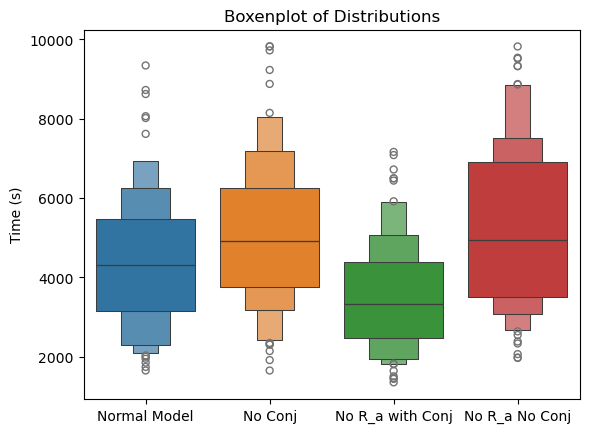 Boxenplot of Distributions
Time (s)
10000
8000
6000
4000
2000
Normal Model
No Conj
No R_a with Conj
No R_a No Conj